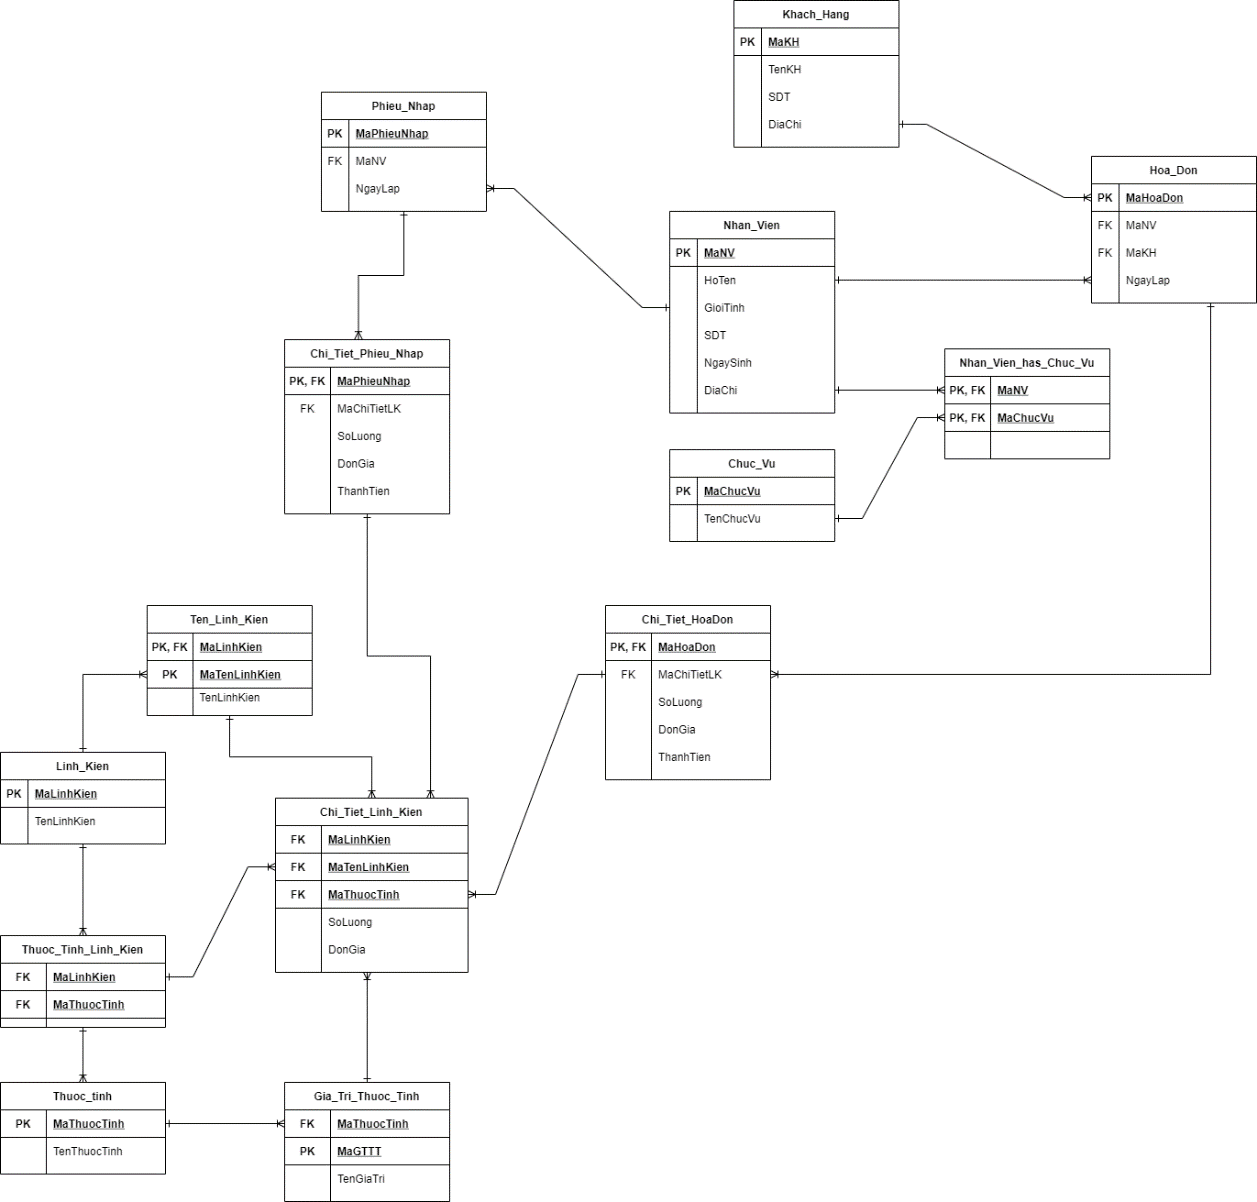 Khach_Hang
PK MaKH
TenKH
SDT
DiaChi
Phieu_Nhap
PK MaPhieuNhap
FK MaNV
NgayLap
Hoa_Don
PK MaHoaDon
FK MaNV
FK MaKH
NgayLap
Nhan_Vien
PK MaNV
HoTen
GioiTinh
SDT
NgaySinh
DiaChi
Chi_Tiet_Phieu_Nhap
PK, FK MaPhieuNhap
FK MaChiTietLK
SoLuong
DonGia
ThanhTien
Nhan_Vien_has_Chuc_Vu
PK, FK MaNV
PK, FK MaChucVu
Chuc_Vu
PK MaChucVu
TenChucVu
Ten_Linh_Kien
PK, FK MaLinhKien
PK MaTenLinhKien
TenLinhKien
Chi_Tiet_HoaDon
PK, FK MaHoaDon
FK MaChiTietLK
SoLuong
DonGia
ThanhTien
Linh_Kien
PK MaLinhKien
TenLinhKien
Chi_Tiet_Linh_Kien
FK MaLinhKien
FK MaTenLinhKien
FK MaThuocTinh
SoLuong
DonGia
Thuoc_Tinh_Linh_Kien
FK MaLinhKien
FK MaThuocTinh
Thuoc_tinh
PK MaThuocTinh
TenThuocTinh
Gia_Tri_Thuoc_Tinh
FK MaThuocTinh
PK MaGTTT
TenGiaTri